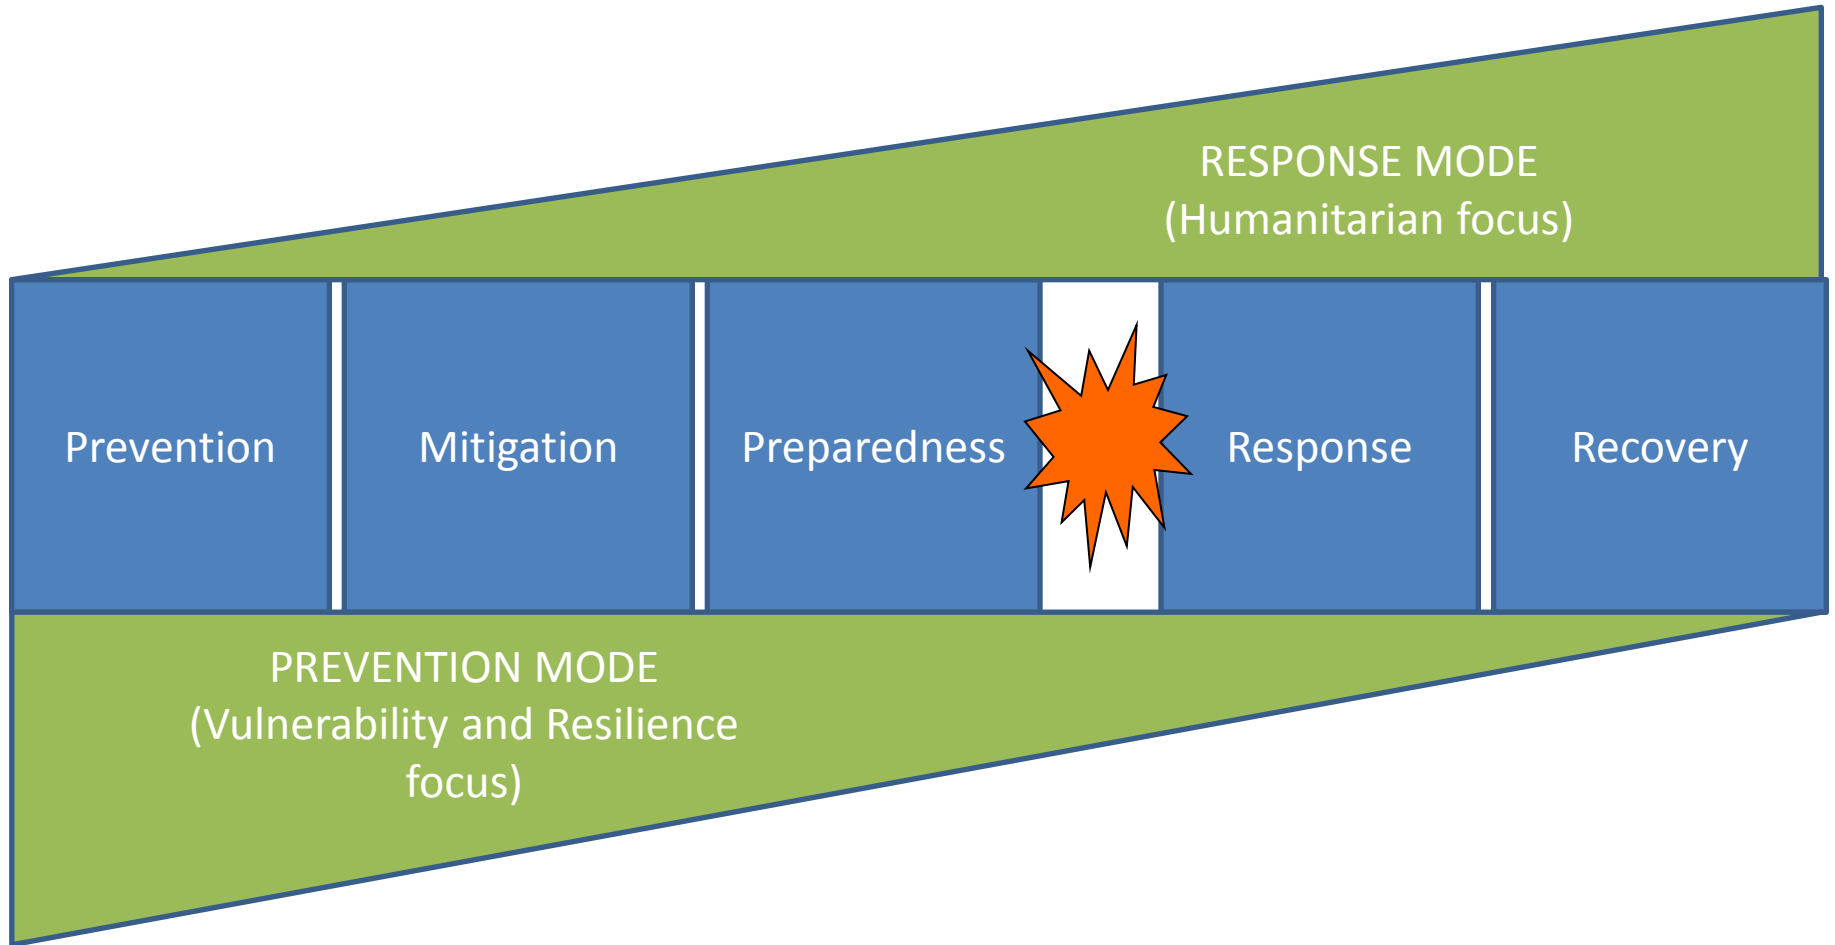 RESPONSE MODE
(Humanitarian focus)
Prevention
Mitigation
Preparedness
Response
Recovery
PREVENTION MODE
(Vulnerability and Resilience
focus)